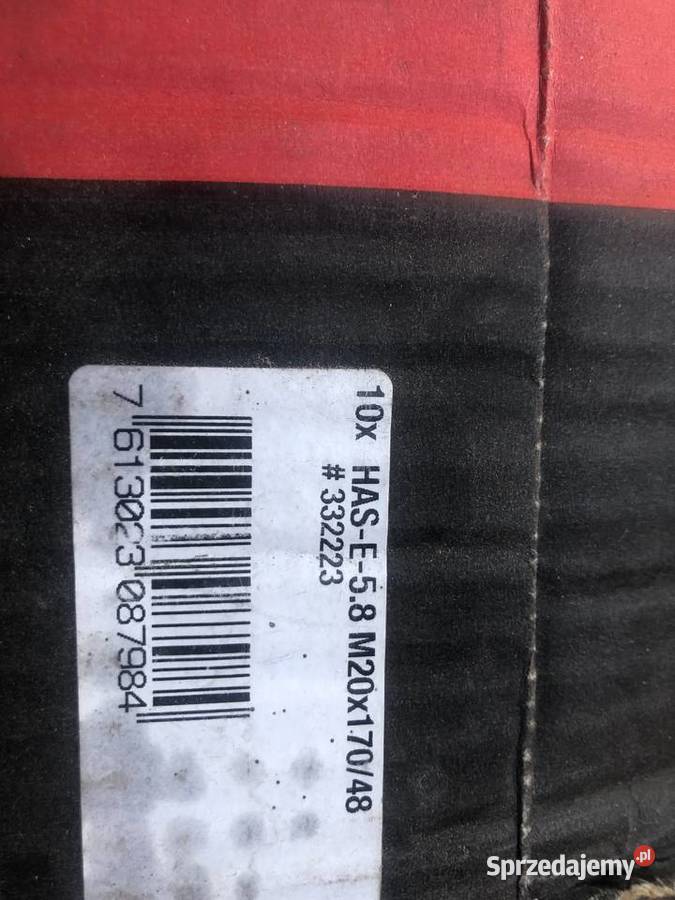 10x HAS-E-5.8 M20x170/48
# 332223
7 613023 087984
Sprzedajemy.pl